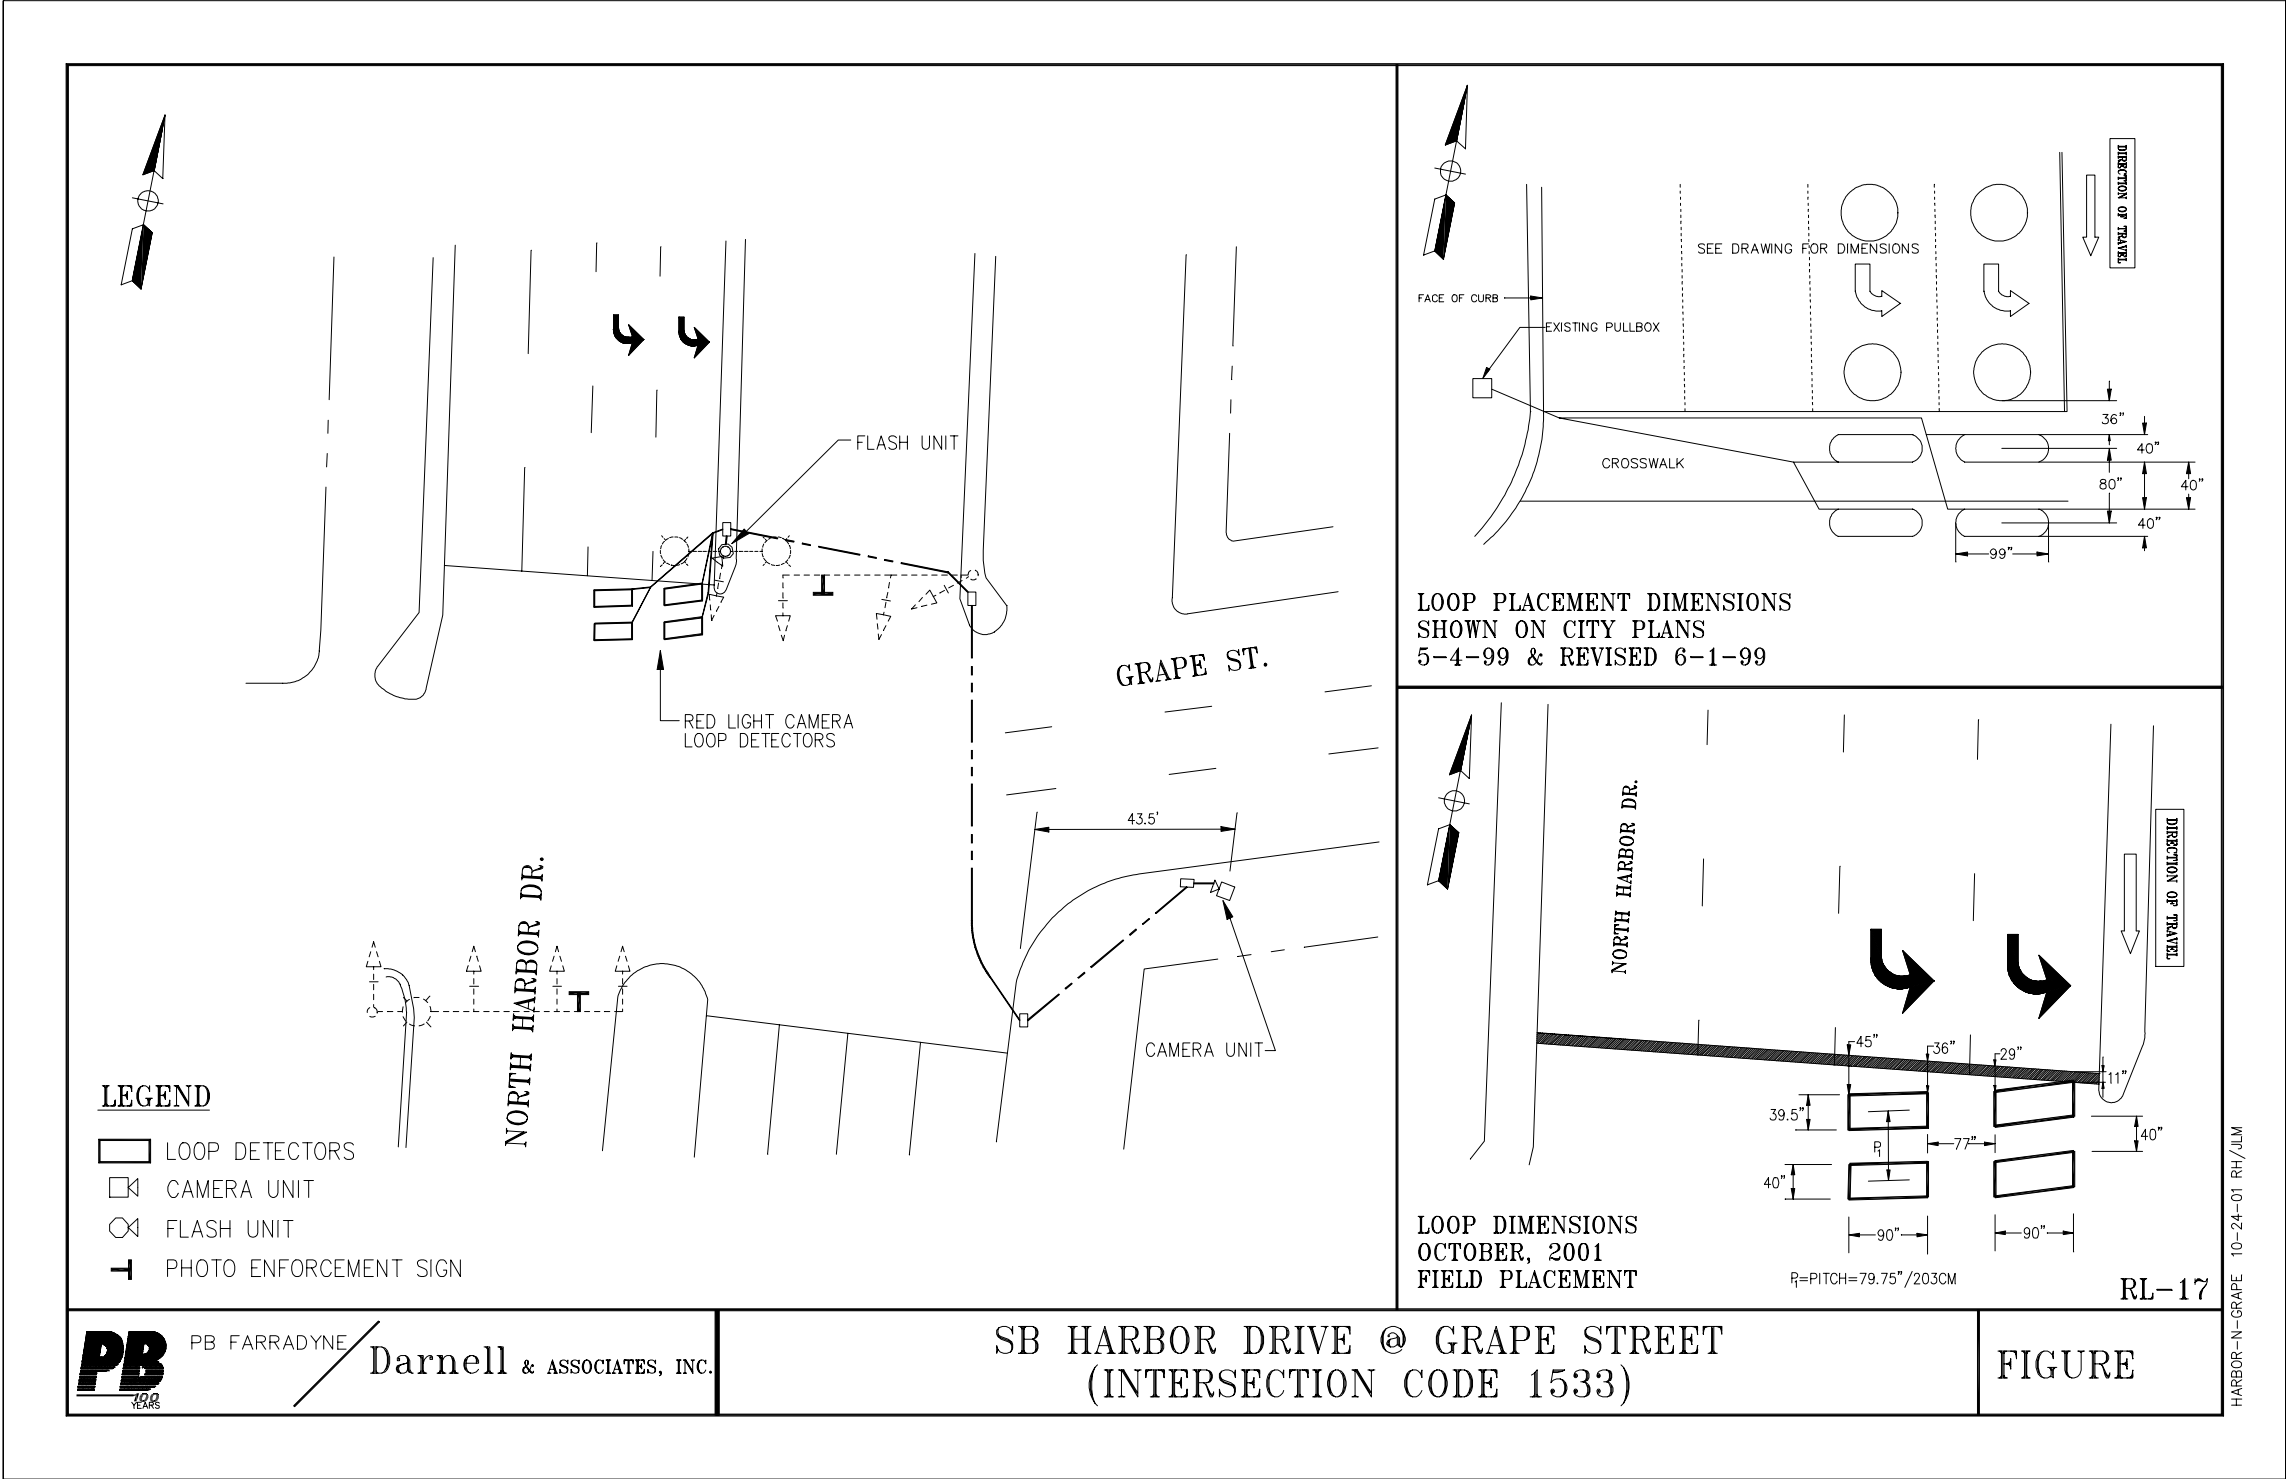 FLASH UNIT
RED LIGHT CAMERA
LOOP DETECTORS
GRAPE ST.
43.5'
CAMERA UNIT
NORTH HARBOR DR.
LEGEND
LOOP DETECTORS
CAMERA UNIT
FLASH UNIT
PHOTO ENFORCEMENT SIGN
DIRECTION OF TRAVEL
SEE DRAWING FOR DIMENSIONS
FACE OF CURB
EXISTING PULLBOX
CROSSWALK
36"
40"
80"
40"
40"
99"
LOOP PLACEMENT DIMENSIONS
SHOWN ON CITY PLANS
5-4-99 & REVISED 6-1-99
NORTH HARBOR DR.
DIRECTION OF TRAVEL
45"
36"
29"
11"
39.5"
P1
77"
40"
40"
90"
90"
LOOP DIMENSIONS
OCTOBER, 2001
FIELD PLACEMENT
P1=PITCH=79.75"/203CM
RL-17
PB
100
YEARS
PB FARRADYNE
Darnell & ASSOCIATES, INC.
SB HARBOR DRIVE @ GRAPE STREET
(INTERSECTION CODE 1533)
FIGURE
HARBOR-N-GRAPE 10-24-01 RH/JLM